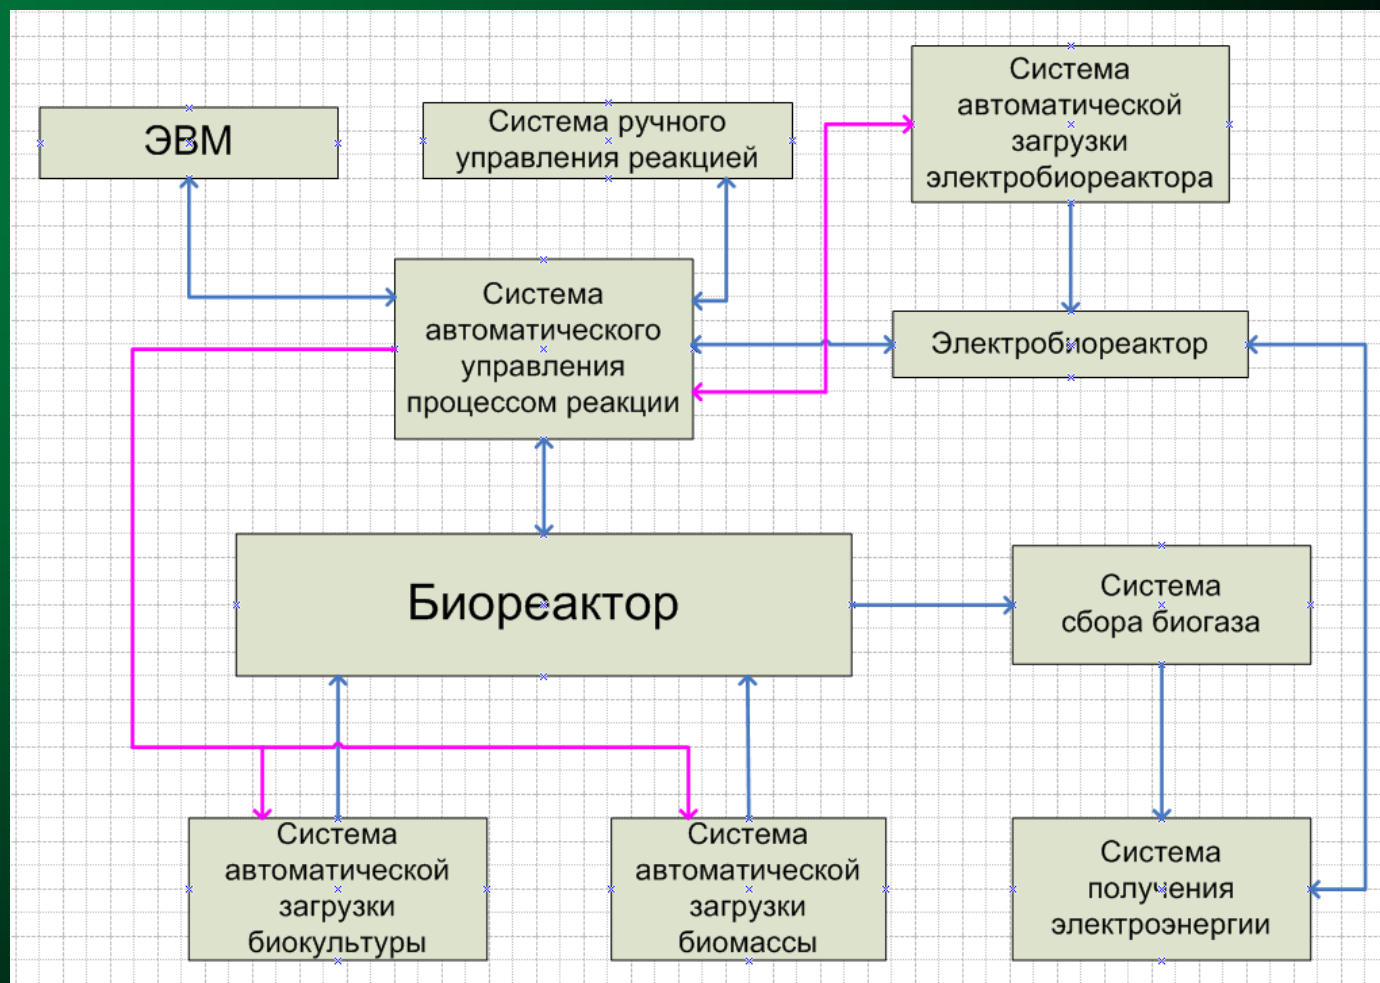 ЭВМ
Система ручного
управления реакцией
Система
автоматической
загрузки
электробиореактора
Система
автоматического
управления
процессом реакции
Электробиореактор
Биореактор
Система
сбора биогаза
Система
автоматической
загрузки
биокультуры
Система
автоматической
загрузки
биомассы
Система
получения
электроэнергии